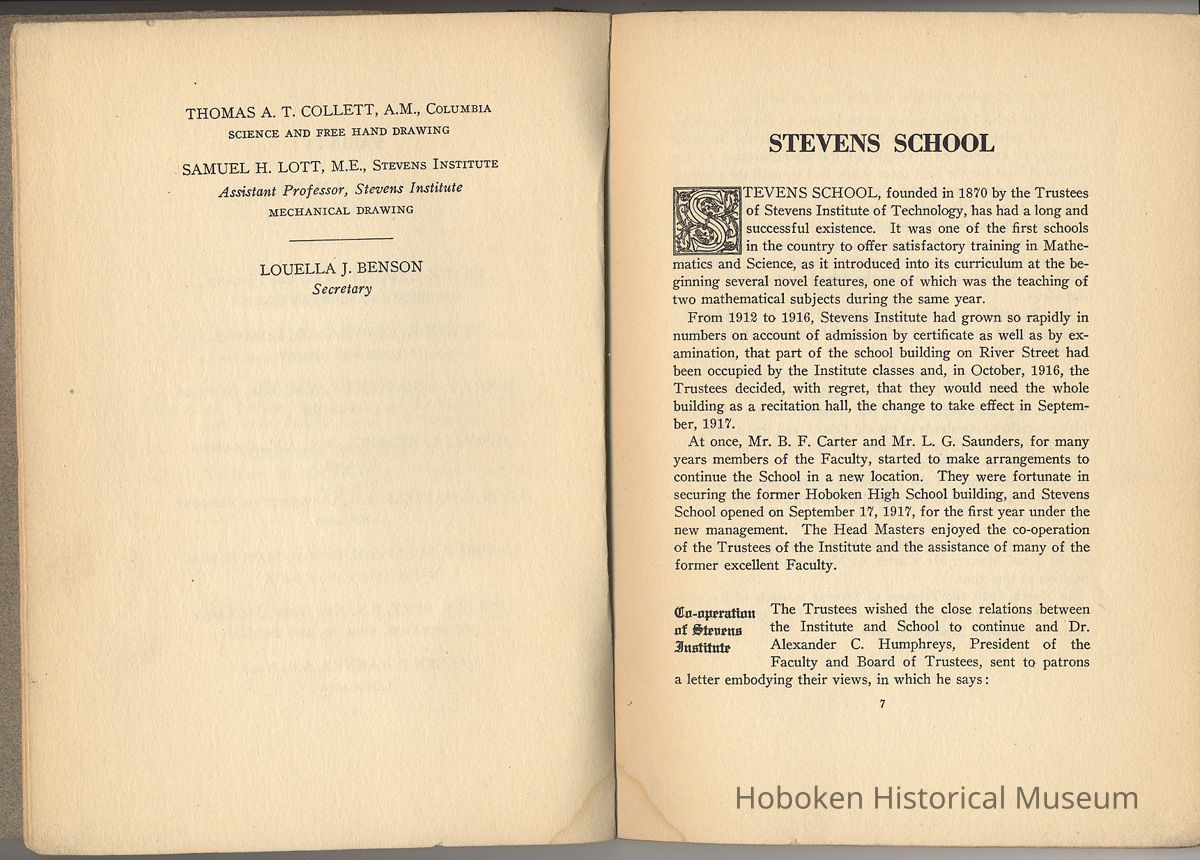 THOMAS A. T. COLLETT, A.M., COLUMBIA
SCIENCE AND FREE HAND DRAWING
SAMUEL H. LOTT, M.E., STEVENS INSTITUTE
Assistant Professor, Stevens Institute
MECHANICAL DRAWING
LOUELLA J. BENSON
Secretary
STEVENS SCHOOL
STEVENS SCHOOL, founded in 1870 by the Trustees
of Stevens Institute of Technology, has had a long and
successful existence. It was one of the first schools
in the country to offer satisfactory training in Mathe-
matics and Science, as it introduced into its curriculum at the be-
ginning several novel features, one of which was the teaching of
two mathematical subjects during the same year.
From 1912 to 1916, Stevens Institute had grown so rapidly in
numbers on account of admission by certificate as well as by ex-
amination, that part of the school building on River Street had
been occupied by the Institute classes and, in October, 1916, the
Trustees decided, with regret, that they would need the whole
building as a recitation hall, the change to take effect in Septem-
ber, 1917.
At once, Mr. B. F. Carter and Mr. L. G. Saunders, for many
years members of the Faculty, started to make arrangements to
continue the School in a new location. They were fortunate in
securing the former Hoboken High School building, and Stevens
School opened on September 17, 1917, for the first year under the
new management. The Head Masters enjoyed the co-operation
of the Trustees of the Institute and the assistance of many of the
former excellent Faculty.
Co-operation
of Stevens
Institute
The Trustees wished the close relations between
the Institute and School to continue and Dr.
Alexander C. Humphreys, President of the
Faculty and Board of Trustees, sent to patrons
a letter embodying their views, in which he says:
7
Hoboken Historical Museum